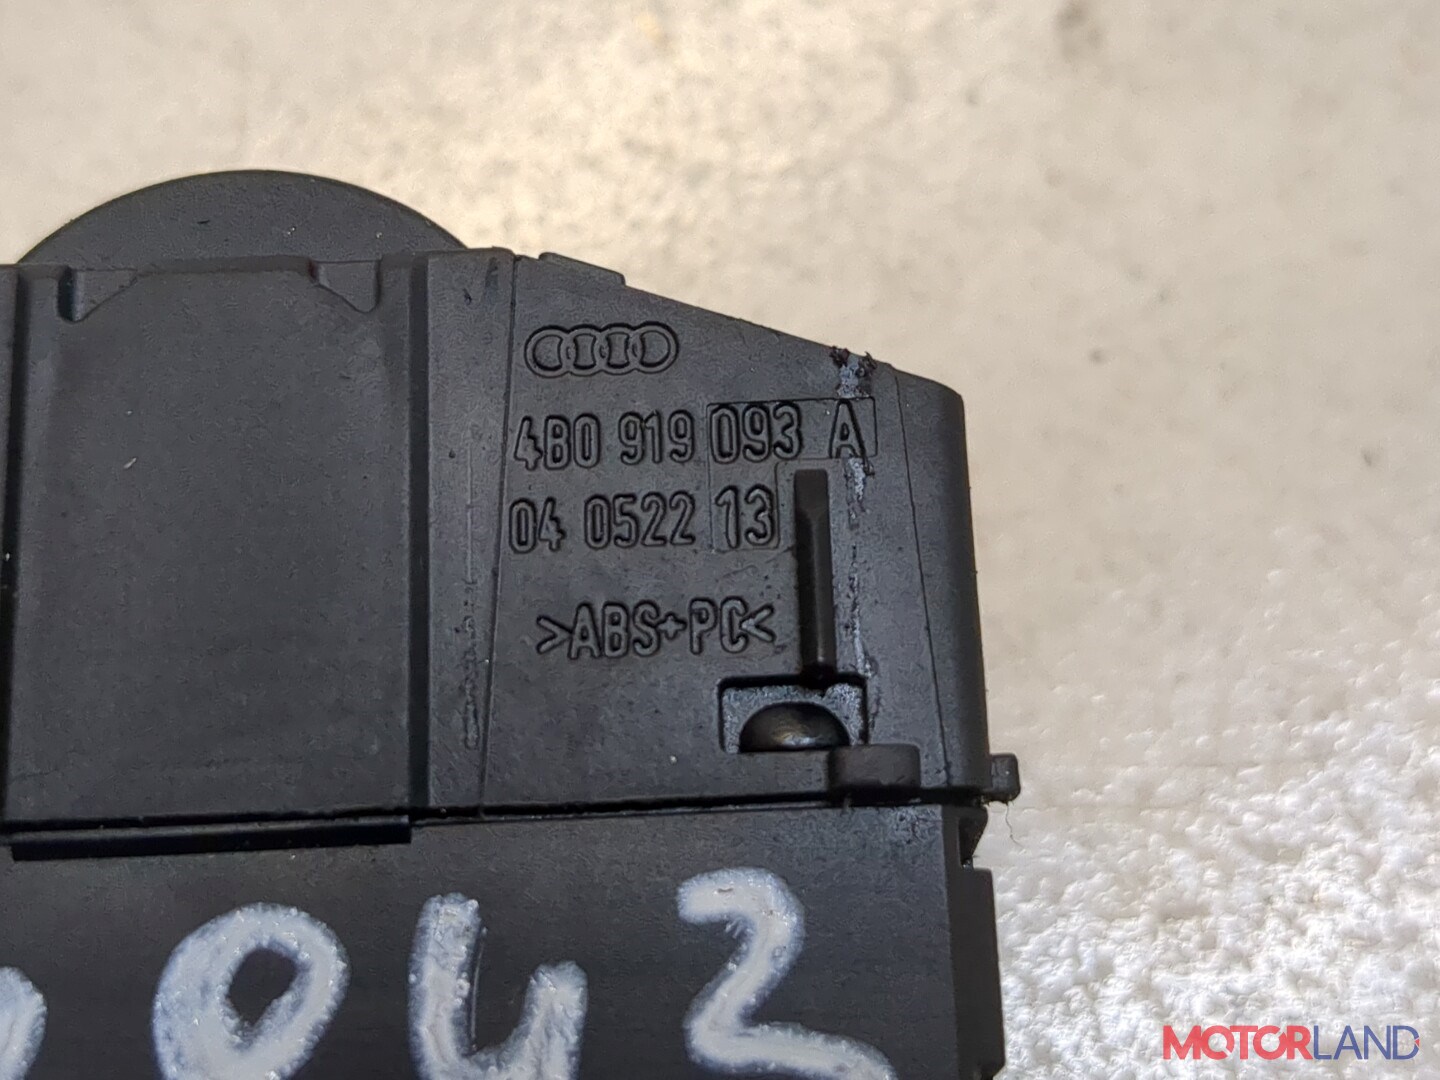 4B0 919 093 A
04 0522 13
>ABS+PC<
042
MOTORLAND